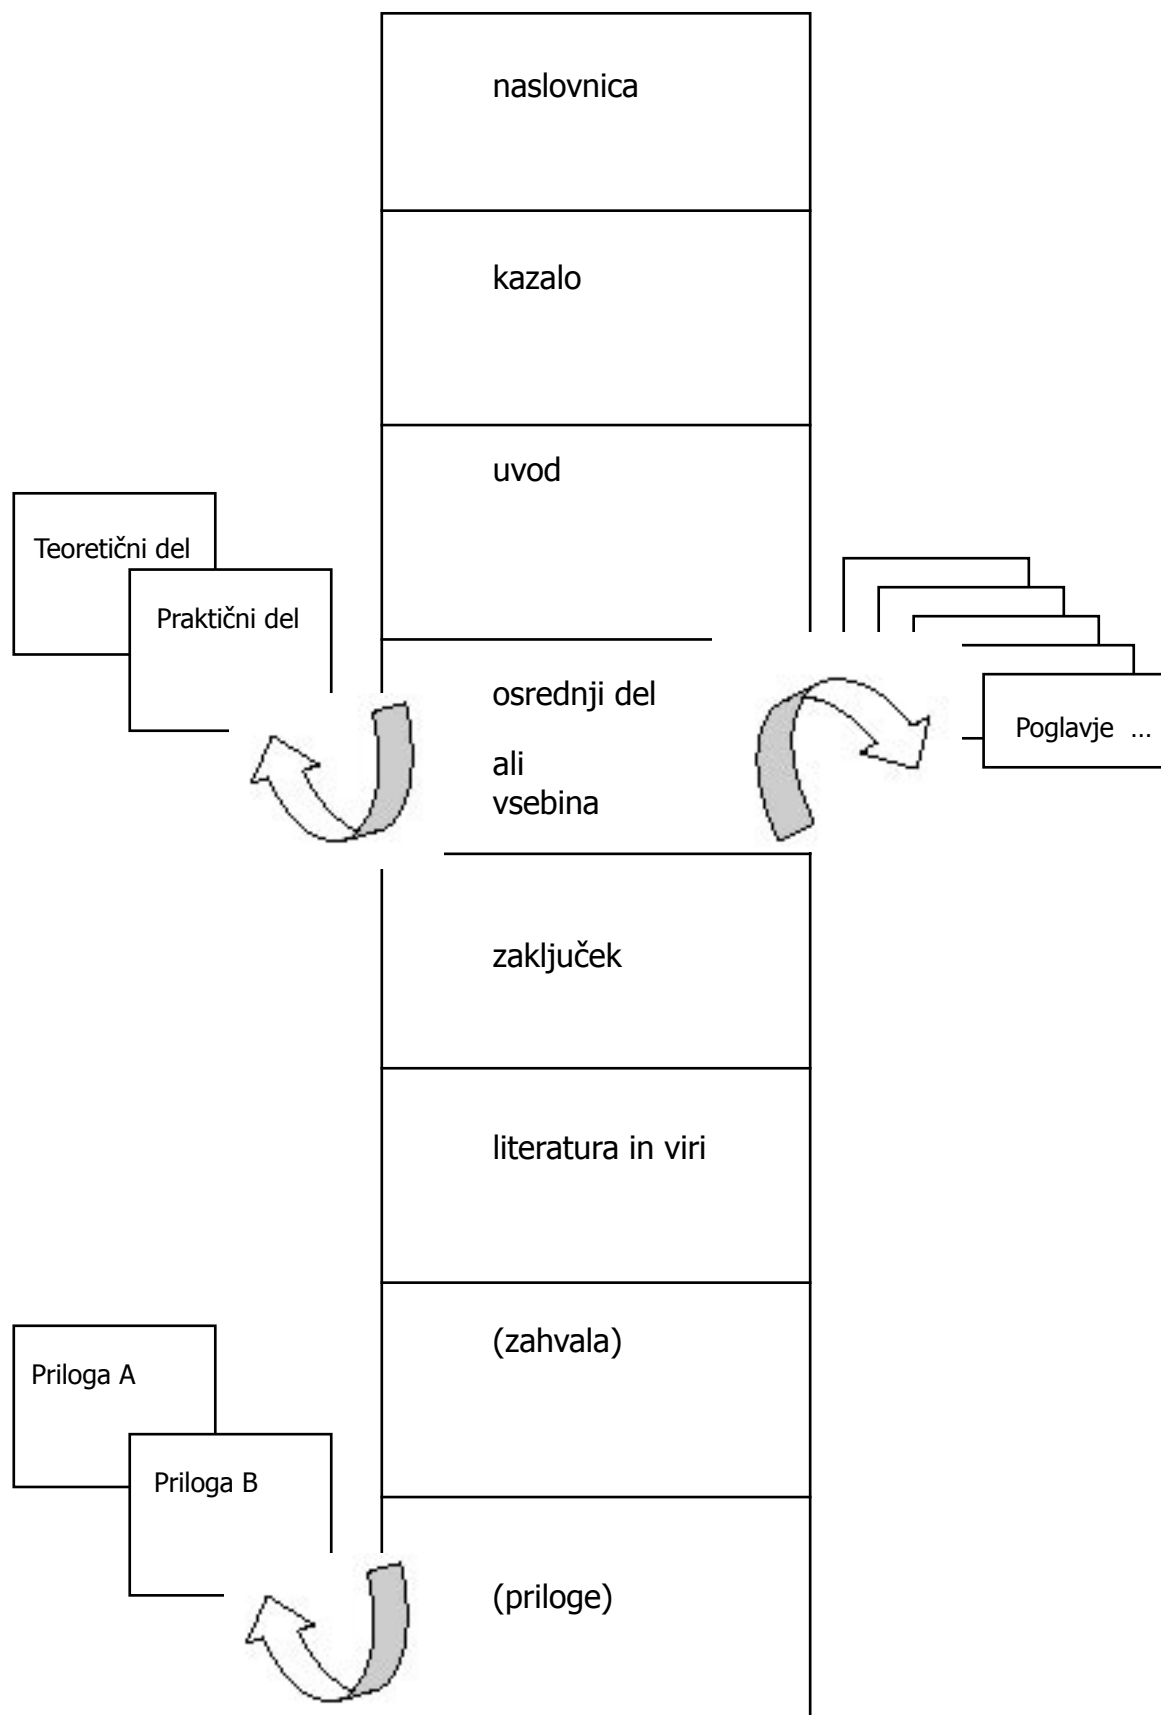 naslovnica
kazalo
uvod
Teoretični del
Praktični del
osrednji del
ali
vsebina
Poglavje ...
zaključek
literatura in viri
(zahvala)
Priloga A
Priloga B
(priloge)